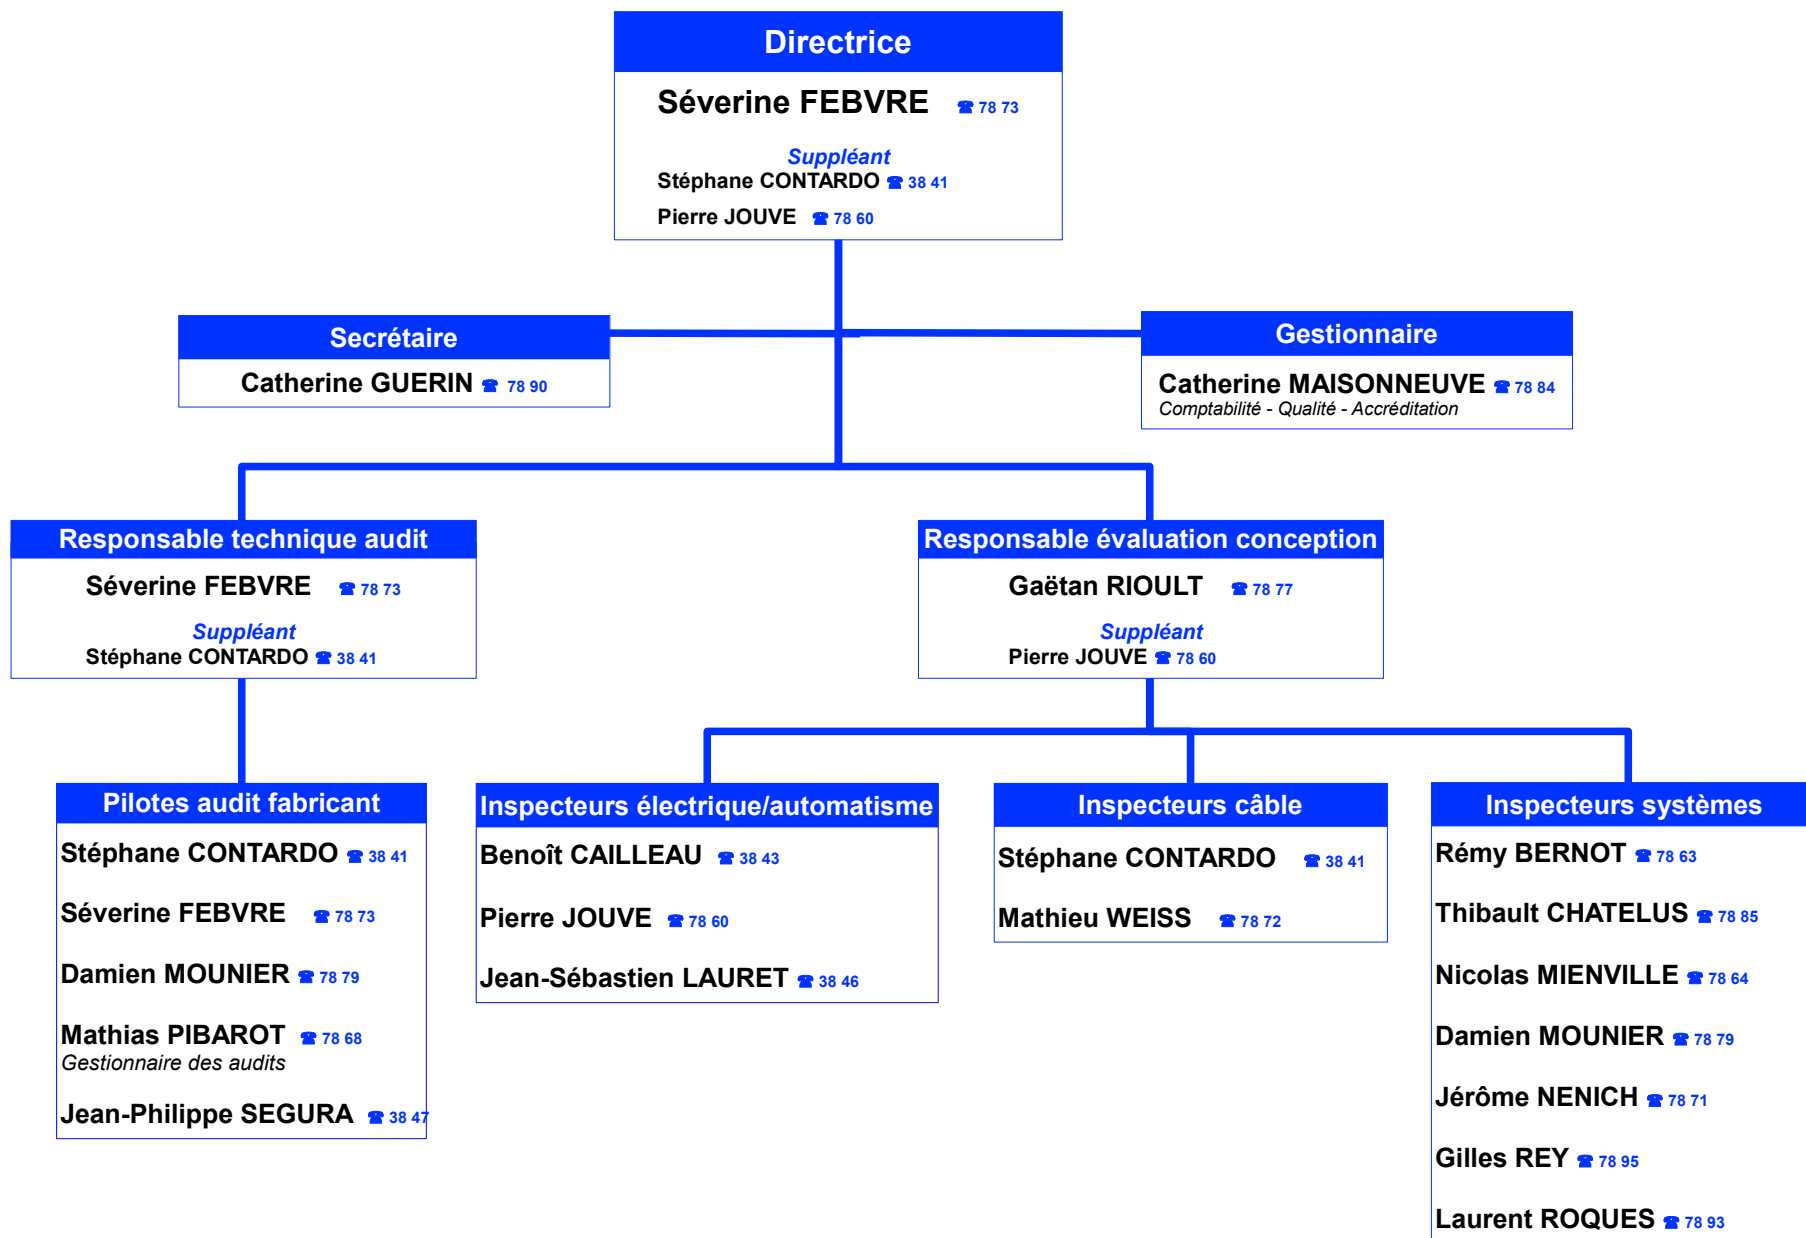 Directrice
Séverine FEBVRE ☎ 78 73
Suppléant
Stéphane CONTARDO ☎ 38 41
Pierre JOUVE ☎ 78 60
Secrétaire
Catherine GUERIN ☎ 78 90
Gestionnaire
Catherine MAISONNEUVE ☎ 78 84
Comptabilité - Qualité - Accréditation
Responsable technique audit
Séverine FEBVRE ☎ 78 73
Suppléant
Stéphane CONTARDO ☎ 38 41
Responsable évaluation conception
Gaëtan RIOULT ☎ 78 77
Suppléant
Pierre JOUVE ☎ 78 60
Pilotes audit fabricant
Stéphane CONTARDO ☎ 38 41
Séverine FEBVRE ☎ 78 73
Damien MOUNIER ☎ 78 79
Mathias PIBAROT ☎ 78 68
Gestionnaire des audits
Jean-Philippe SEGURA ☎ 38 47
Inspecteurs électrique/automatisme
Benoît CAILLEAU ☎ 38 43
Pierre JOUVE ☎ 78 60
Jean-Sébastien LAURET ☎ 38 46
Inspecteurs câble
Stéphane CONTARDO ☎ 38 41
Mathieu WEISS ☎ 78 72
Inspecteurs systèmes
Rémy BERNOT ☎ 78 63
Thibault CHATELUS ☎ 78 85
Nicolas MIENVILLE ☎ 78 64
Damien MOUNIER ☎ 78 79
Jérôme NENICH ☎ 78 71
Gilles REY ☎ 78 95
Laurent ROQUES ☎ 78 93